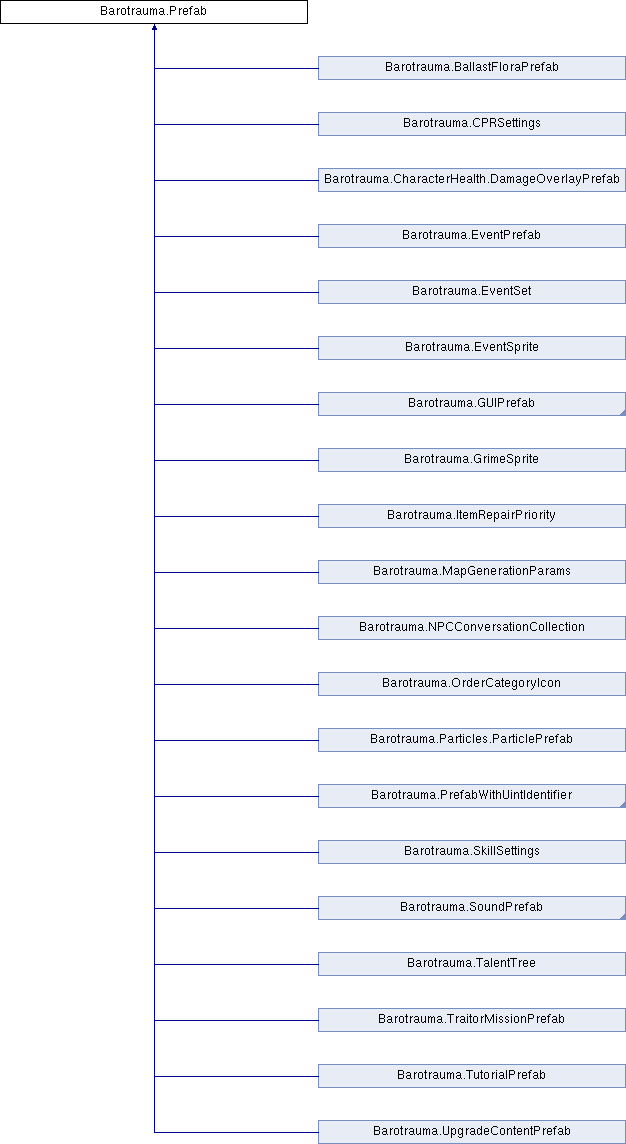 Barotrauma.Prefab
Barotrauma.BallastFloraPrefab
Barotrauma.CPRSettings
Barotrauma.CharacterHealth.DamageOverlayPrefab
Barotrauma.EventPrefab
Barotrauma.EventSet
Barotrauma.EventSprite
Barotrauma.GUIPrefab
Barotrauma.GrimeSprite
Barotrauma.ItemRepairPriority
Barotrauma.MapGenerationParams
Barotrauma.NPCConversationCollection
Barotrauma.OrderCategoryIcon
Barotrauma.Particles.ParticlePrefab
Barotrauma.PrefabWithUintIdentifier
Barotrauma.SkillSettings
Barotrauma.SoundPrefab
Barotrauma.TalentTree
Barotrauma.TraitorMissionPrefab
Barotrauma.TutorialPrefab
Barotrauma.UpgradeContentPrefab